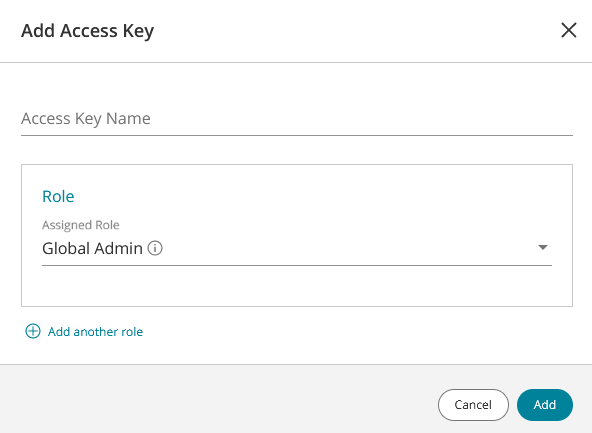 Add Access Key
Access Key Name
Role
Assigned Role
Global Admin
Add another role
Cancel
Add